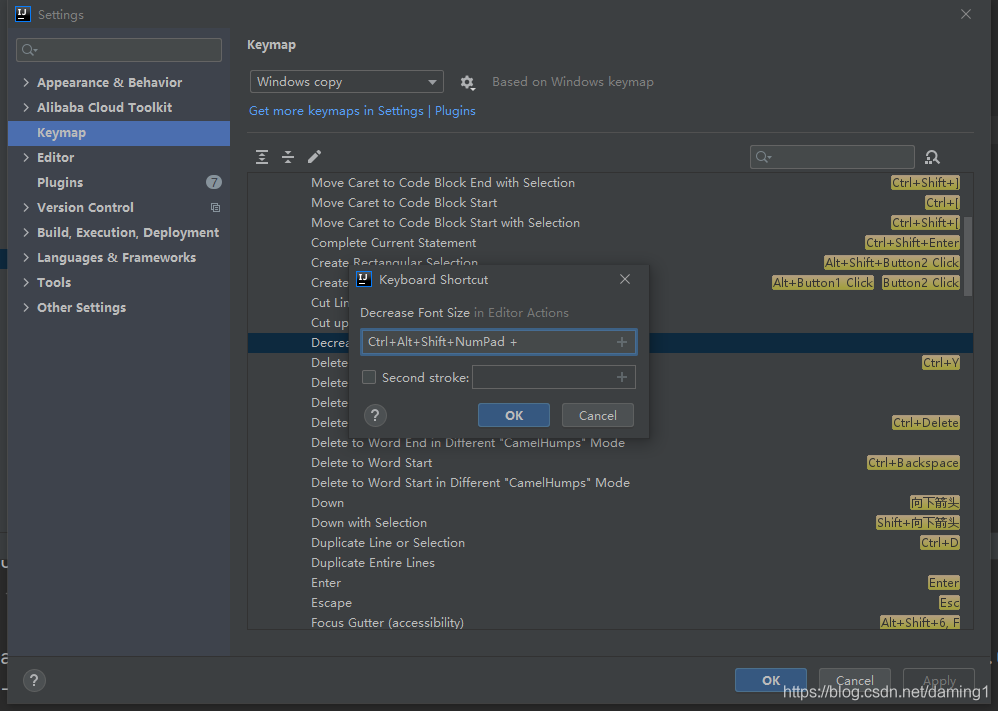 Settings
Keymap
Appearance & Behavior
Alibaba Cloud Toolkit
Keymap
Editor
Plugins 7
Version Control
Build, Execution, Deployment
Languages & Frameworks
Tools
Other Settings
Windows copy
Based on Windows keymap
Get more keymaps in Settings | Plugins
Move Caret to Code Block End with Selection Ctrl+Shift+]
Move Caret to Code Block Start Ctrl+[
Move Caret to Code Block Start with Selection Ctrl+Shift+[
Complete Current Statement Ctrl+Shift+Enter
Create Rectangular Selection Alt+Shift+Button2 Click
Create Alt+Button1 Click Button2 Click
Cut Lin
Cut up
Decrea
Delete Ctrl+Y
Delete
Delete
Delete Ctrl+Delete
Delete to Word End in Different "CamelHumps" Mode
Delete to Word Start Ctrl+Backspace
Delete to Word Start in Different "CamelHumps" Mode
Down 向下箭头
Down with Selection Shift+向下箭头
Duplicate Line or Selection Ctrl+D
Duplicate Entire Lines
Enter Enter
Escape Esc
Focus Gutter (accessibility) Alt+Shift+6, F
Keyboard Shortcut
Decrease Font Size in Editor Actions
Ctrl+Alt+Shift+NumPad +
Second stroke:
? OK Cancel
? OK Cancel Apply
https://blog.csdn.net/daming1